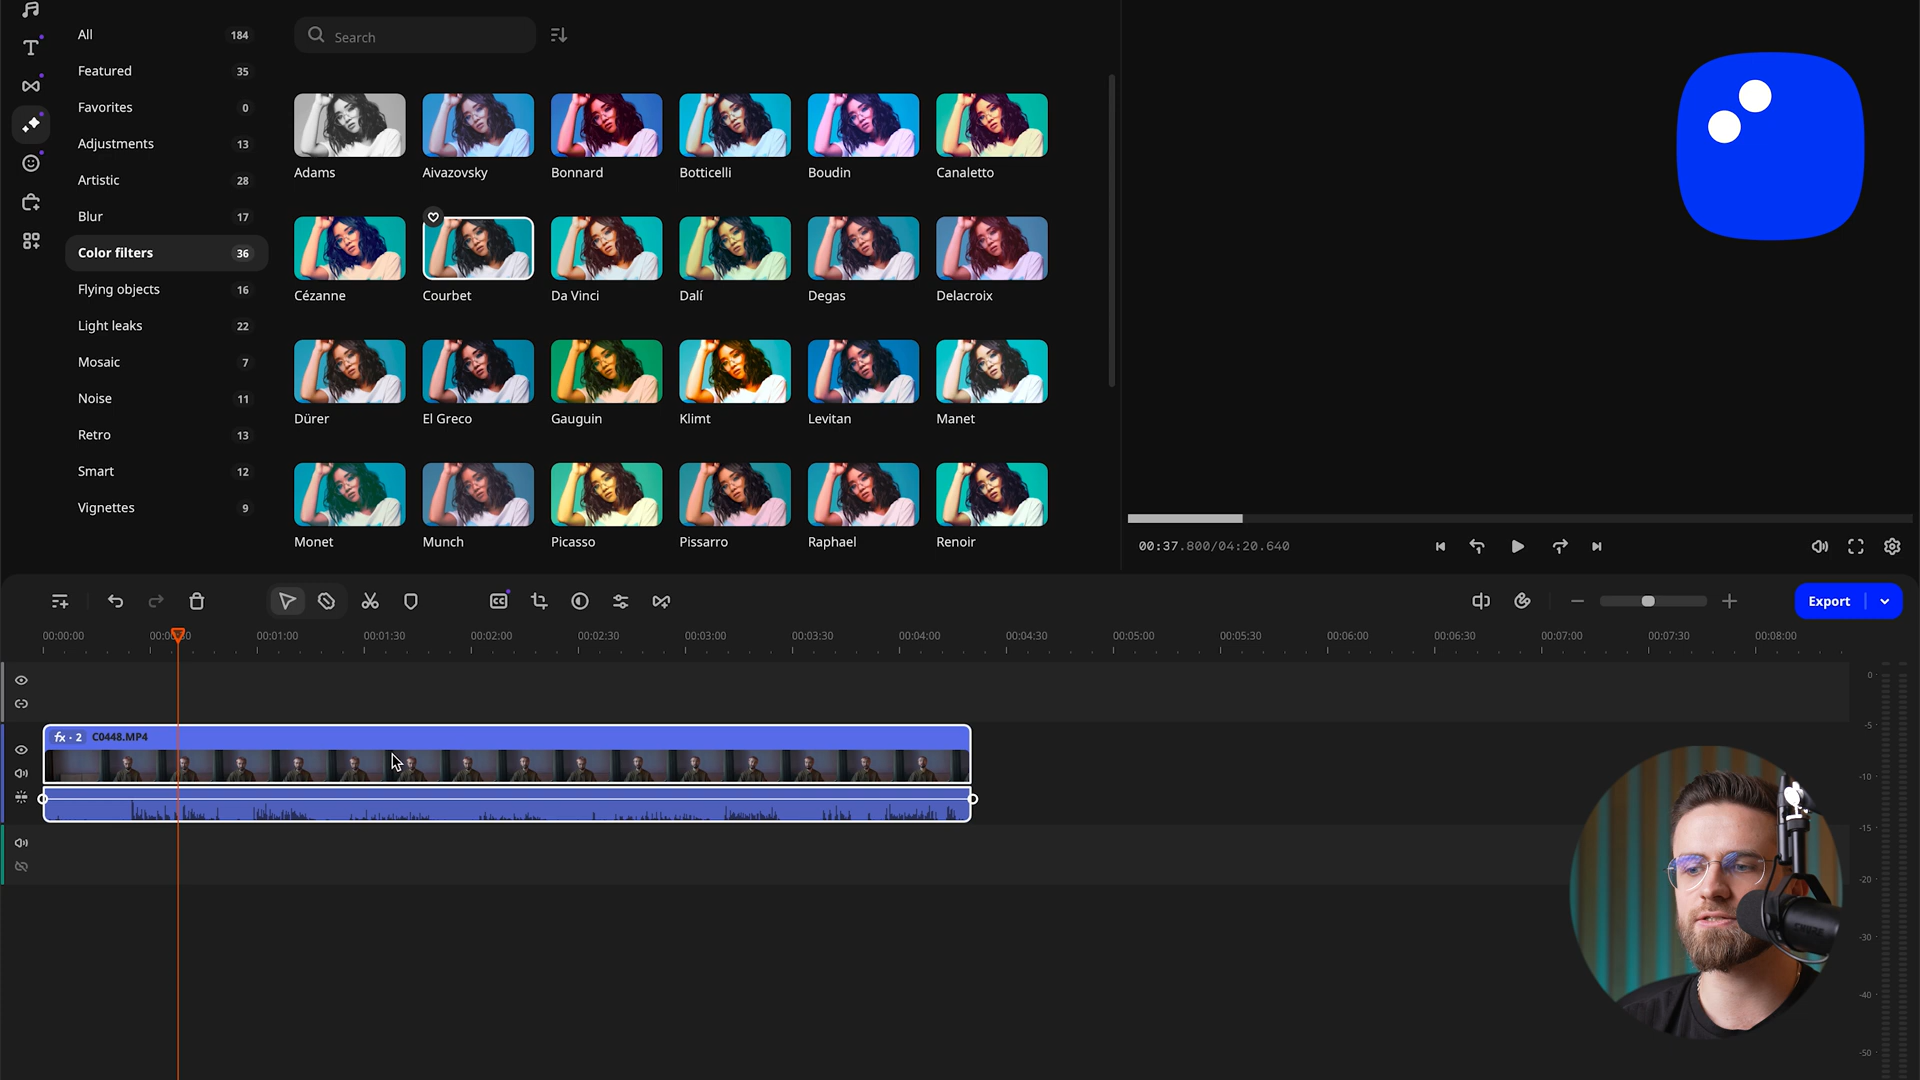 All 184
Featured 35
Favorites 0
Adjustments 13
Artistic 28
Blur 17
Color filters 36
Flying objects 16
Light leaks 22
Mosaic 7
Noise 11
Retro 13
Smart 12
Vignettes 9
Search
Adams Aivazovsky Bonnard Botticelli Boudin Canaletto
Cézanne Courbet Da Vinci Dalí Degas Delacroix
Dürer El Greco Gauguin Klimt Levitan Manet
Monet Munch Picasso Pissarro Raphael Renoir
00:37.800/04:20.640
CC
Export
00:00:00 00:01:00 00:01:30 00:02:00 00:02:30 00:03:00 00:03:30 00:04:00 00:04:30 00:05:00 00:05:30 00:06:00 00:06:30 00:07:00 00:07:30 00:08:00
fx · 2 C0448.MP4
0
-5
-10
-15
-20
-30
-40
-50